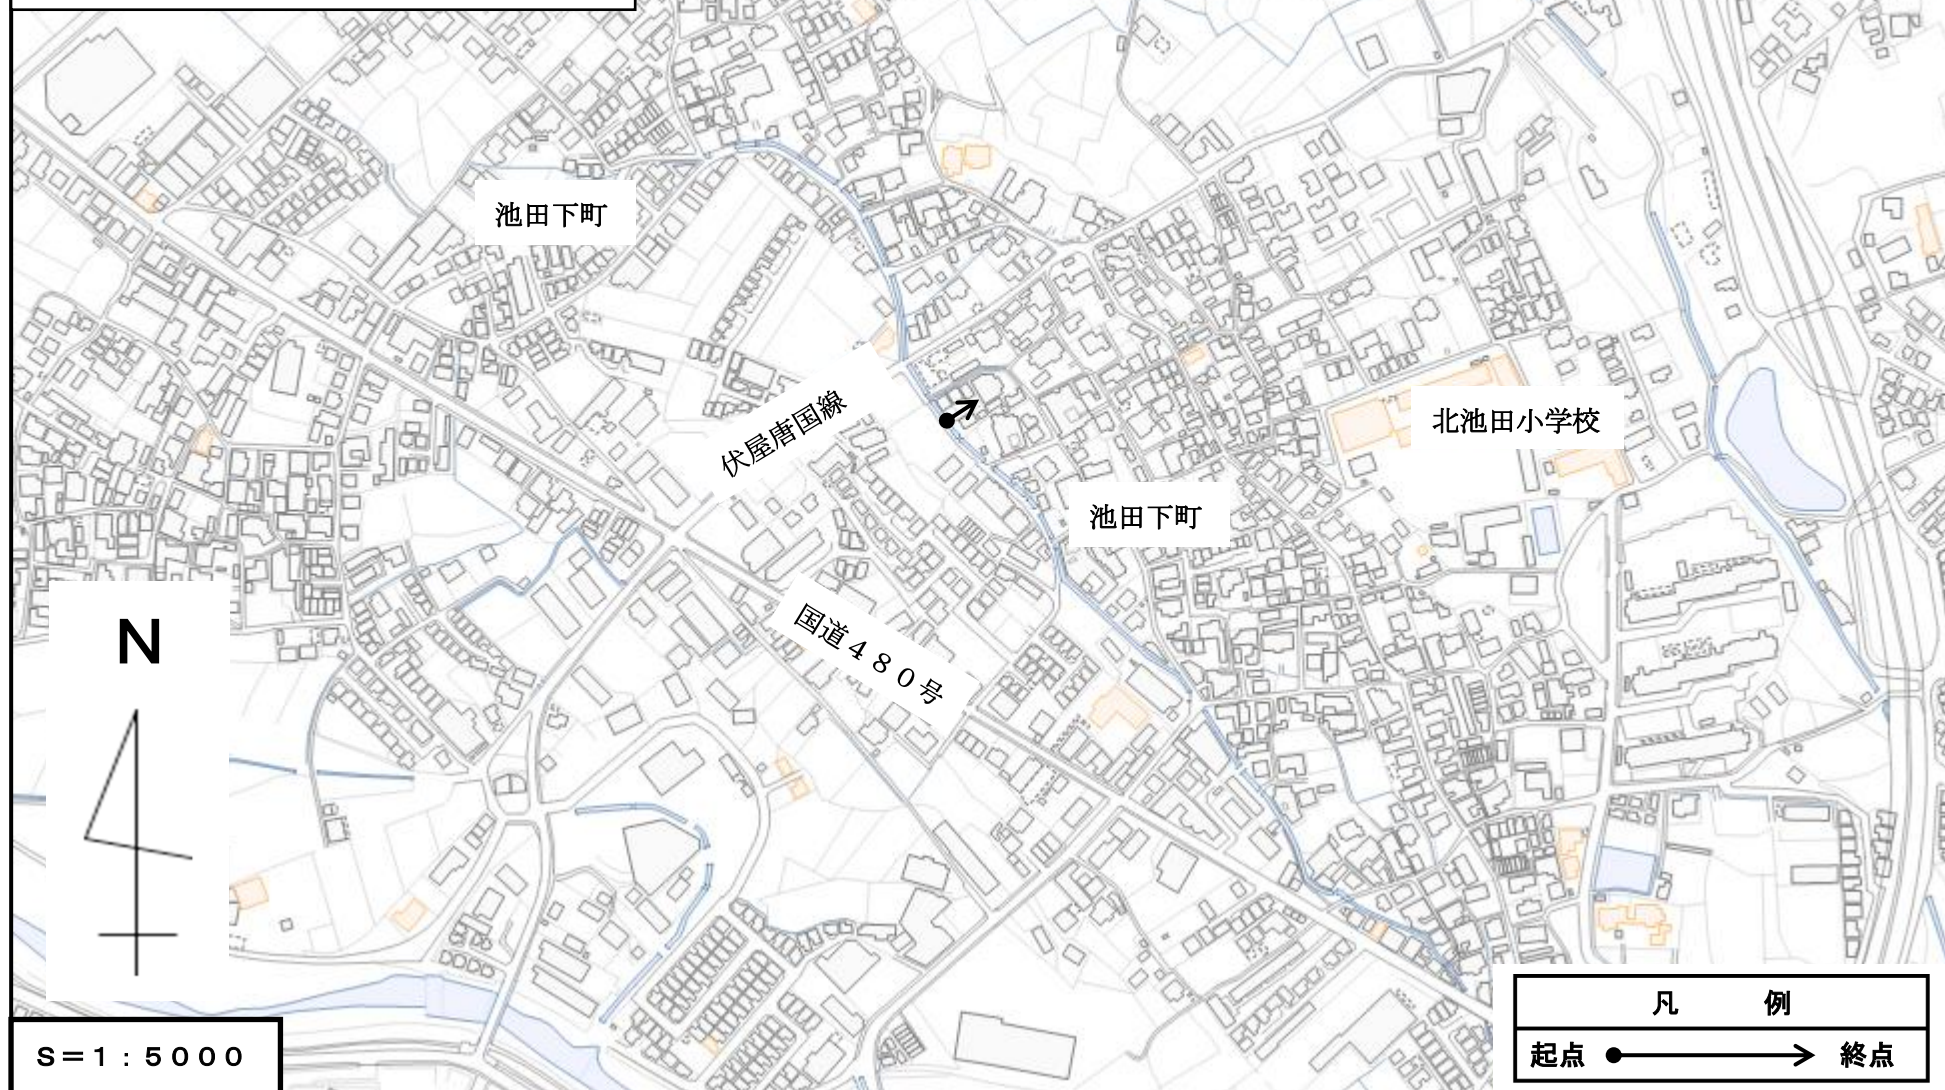 池田下町
伏屋唐国線
北池田小学校
池田下町
国道480号
N
S=1:5000
凡 例
起点 終点